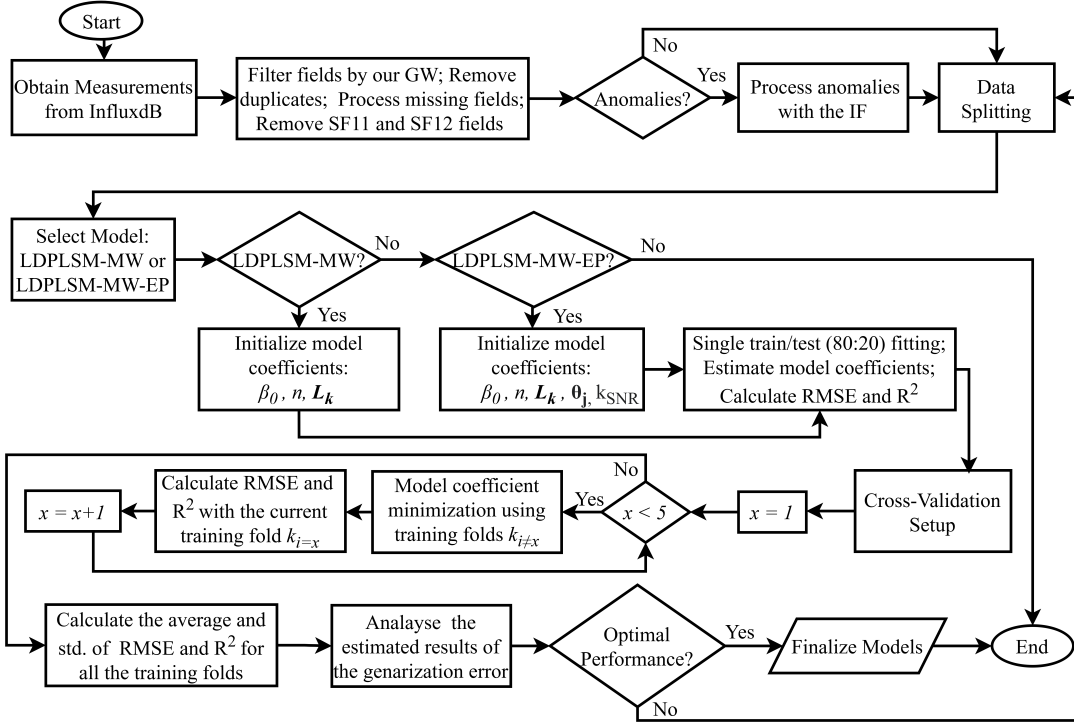 Start
Obtain Measurements
from InfluxdB
Filter fields by our GW; Remove
duplicates; Process missing fields;
Remove SF11 and SF12 fields
Anomalies?
No
Yes
Process anomalies
with the IF
Data
Splitting
Select Model:
LDPLSM-MW or
LDPLSM-MW-EP
LDPLSM-MW?
No
LDPLSM-MW-EP?
No
Yes
Yes
Initialize model
coefficients:
β0 , n, Lk
Initialize model
coefficients:
β0 , n, Lk , θj, kSNR
Single train/test (80:20) fitting;
Estimate model coefficients;
Calculate RMSE and R²
Cross-Validation
Setup
x = 1
x < 5
No
Yes
Model coefficient
minimization using
training folds ki≠x
Calculate RMSE and
R² with the current
training fold ki=x
x = x+1
Calculate the average and
std. of RMSE and R² for
all the training folds
Analayse the
estimated results of
the genarization error
Optimal
Performance?
Yes
No
Finalize Models
End